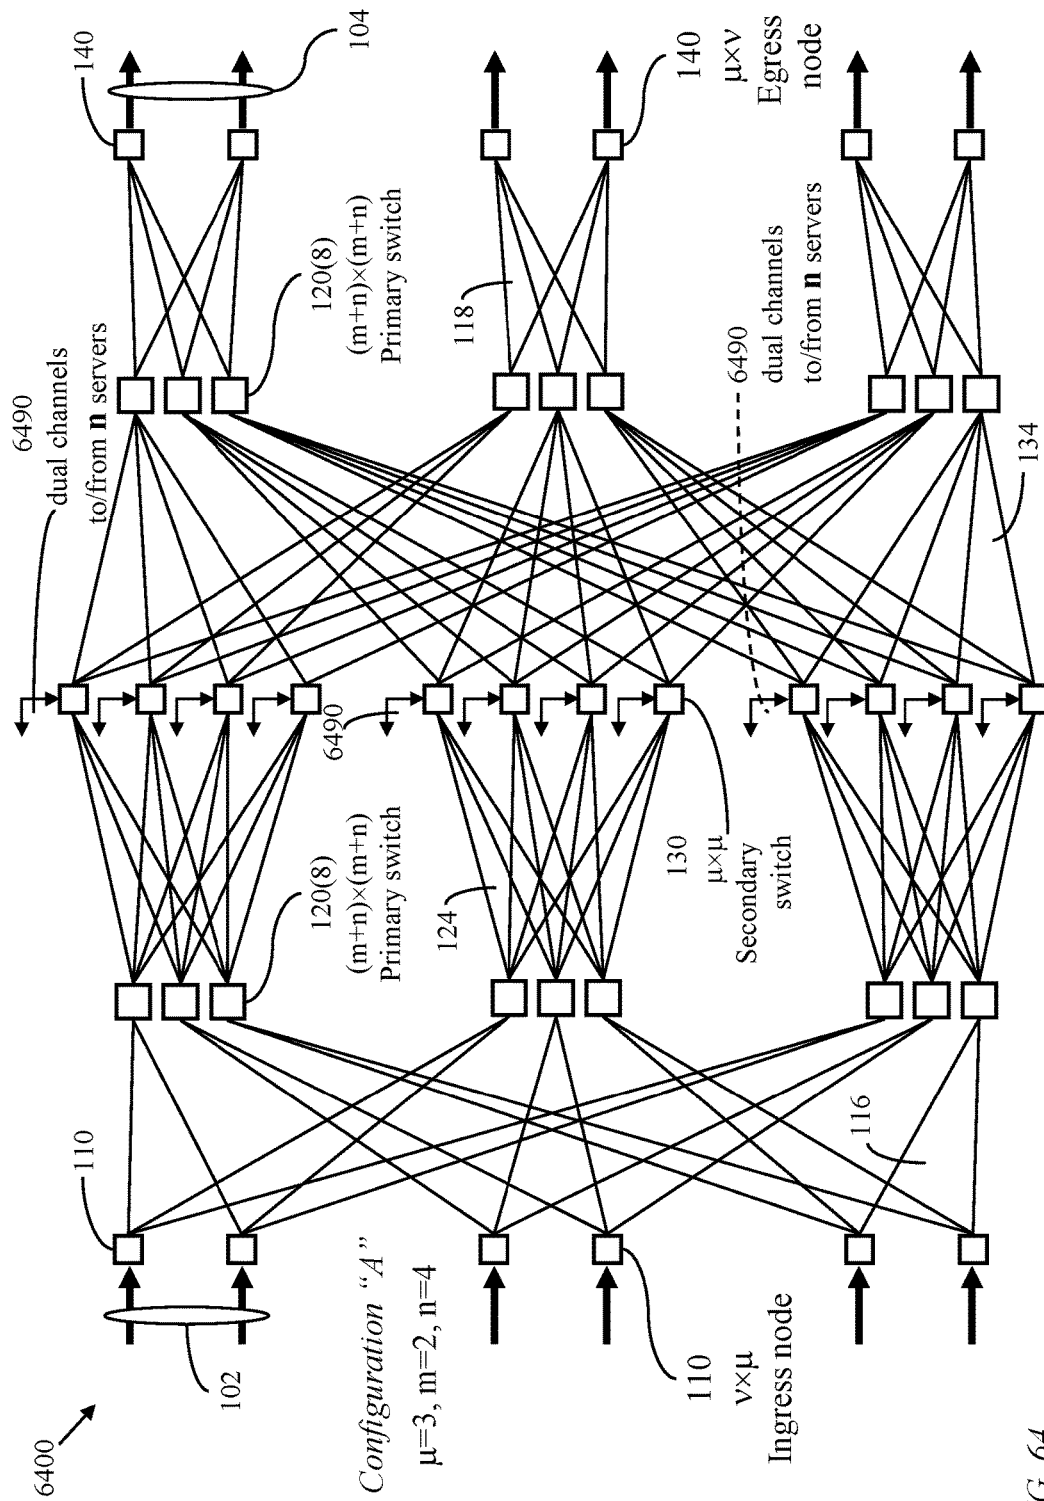 6400
6490
dual channels
to/from n servers
140
104
110
102
120(8)
(m+n)×(m+n)
Primary switch
120(8)
(m+n)×(m+n)
Primary switch
6490
Configuration “A”
μ=3, m=2, n=4
124
118
110
ν×μ
Ingress node
130
μ×μ
Secondary
switch
6490
dual channels
to/from n servers
140
μ×ν
Egress
node
116
134
G. 64